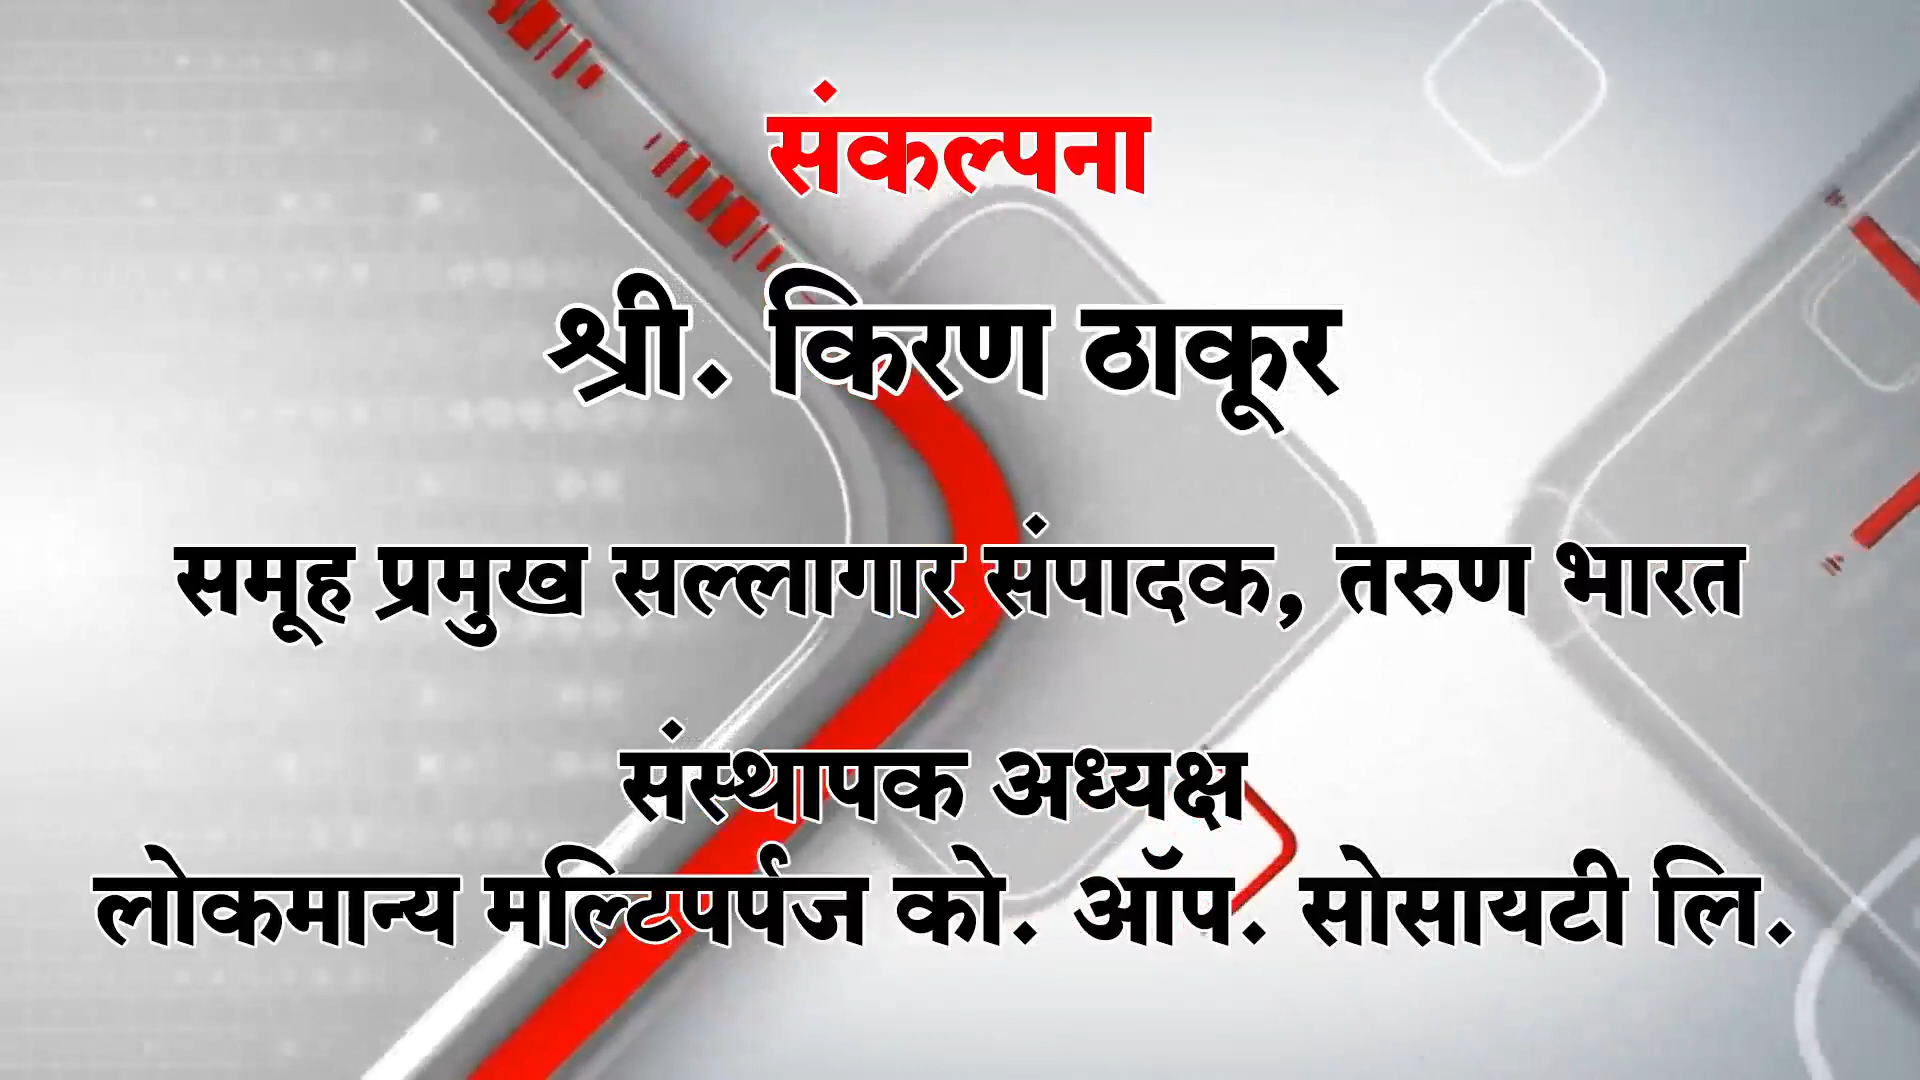 संकल्पना
श्री. किरण ठाकूर
समूह प्रमुख सल्लागार संपादक, तरुण भारत
संस्थापक अध्यक्ष
लोकमान्य मल्टिपर्पज को. ऑप. सोसायटी लि.